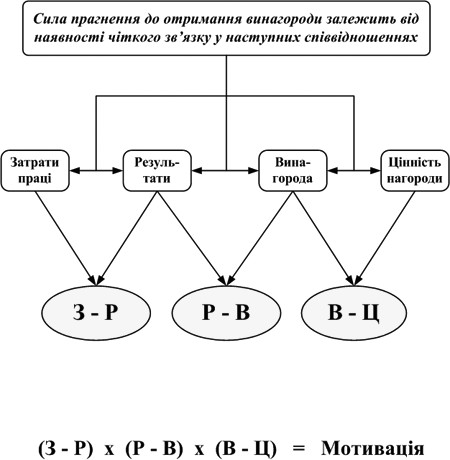 Сила прагнення до отримання винагороди залежить від
наявності чіткого зв’язку у наступних співвідношеннях
Затрати
праці
Резуль-
тати
Вина-
города
Цінність
нагороди
З - Р
Р - В
В - Ц
(З - Р) х (Р - В) х (В - Ц) = Мотивація